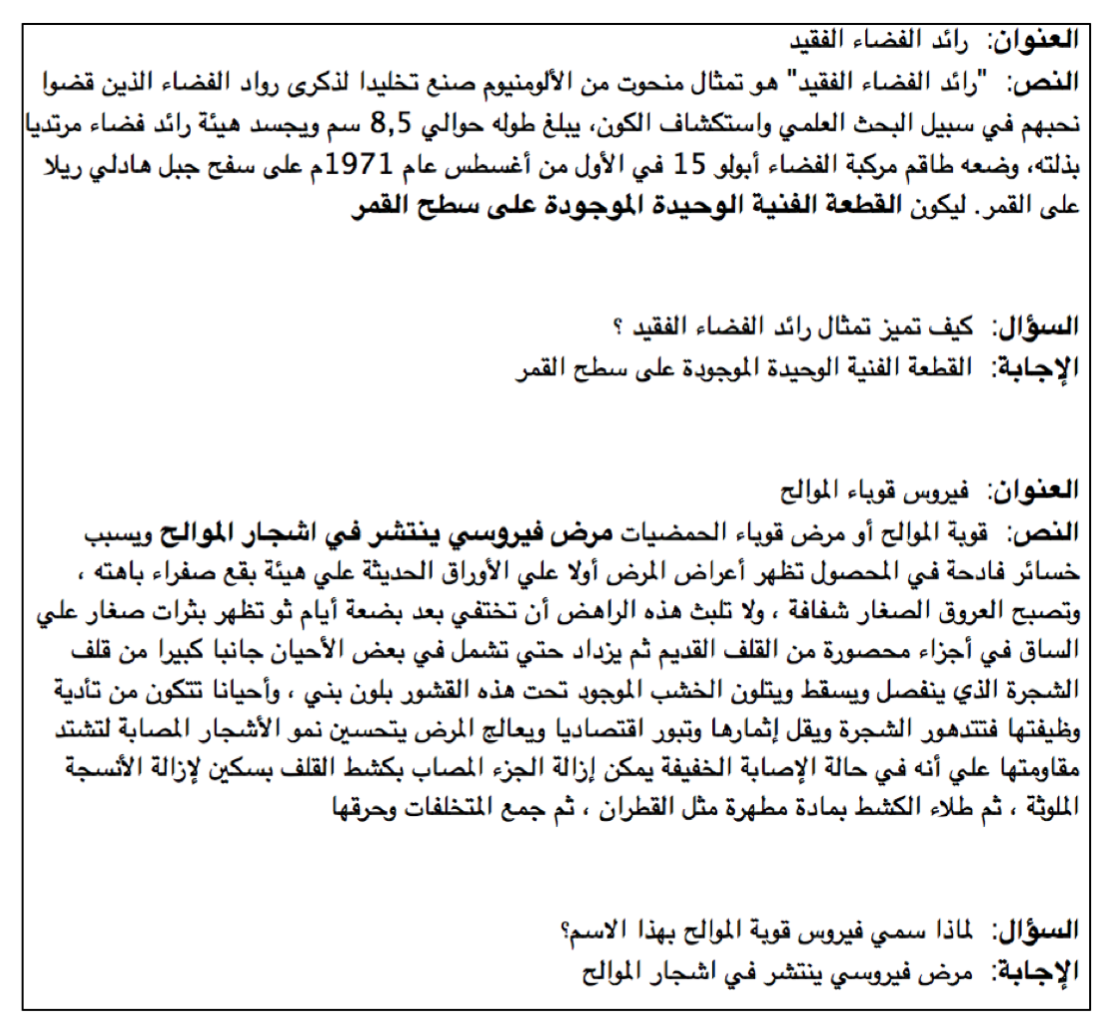 العنوان: رائد الفضاء الفقيد
النص: "رائد الفضاء الفقيد" هو تمثال منحوت من الألومنيوم صنع تخليدا لذكرى رواد الفضاء الذين قضوا
نحبهم في سبيل البحث العلمي واستكشاف الكون، يبلغ طوله حوالي 8,5 سم ويجسد هيئة رائد فضاء مرتديا
بذلته، وضعه طاقم مركبة الفضاء أبولو 15 في الأول من أغسطس عام 1971م على سفح جبل هادلي ريلا
على القمر. ليكون القطعة الفنية الوحيدة الموجودة على سطح القمر
السؤال: كيف تميز تمثال رائد الفضاء الفقيد ؟
الإجابة: القطعة الفنية الوحيدة الموجودة على سطح القمر
العنوان: فيروس قوباء الموالح
النص: قوبة الموالح أو مرض قوباء الحمضيات مرض فيروسي ينتشر في اشجار الموالح ويسبب
خسائر فادحة في المحصول تظهر أعراض المرض أولا علي الأوراق الحديثة علي هيئة بقع صفراء باهته ،
وتصبح العروق الصغار شفافة ، ولا تلبث هذه الراهض أن تختفي بعد بضعة أيام ثو تظهر بثرات صغار علي
الساق في أجزاء محصورة من القلف القديم ثم يزداد حتي تشمل في بعض الأحيان جانبا كبيرا من قلف
الشجرة الذي ينفصل ويسقط ويتلون الخشب الموجود تحت هذه القشور بلون بني ، وأحيانا تتكون من تأدية
وظيفتها فتتدهور الشجرة ويقل إثمارها وتبور اقتصاديا ويعالج المرض يتحسين نمو الأشجار المصابة لتشتد
مقاومتها علي أنه في حالة الإصابة الخفيفة يمكن إزالة الجزء المصاب بكشط القلف بسكين لإزالة الأنسجة
الملوثة ، ثم طلاء الكشط بمادة مطهرة مثل القطران ، ثم جمع المتخلفات وحرقها
السؤال: لماذا سمي فيروس قوبة الموالح بهذا الاسم؟
الإجابة: مرض فيروسي ينتشر في اشجار الموالح